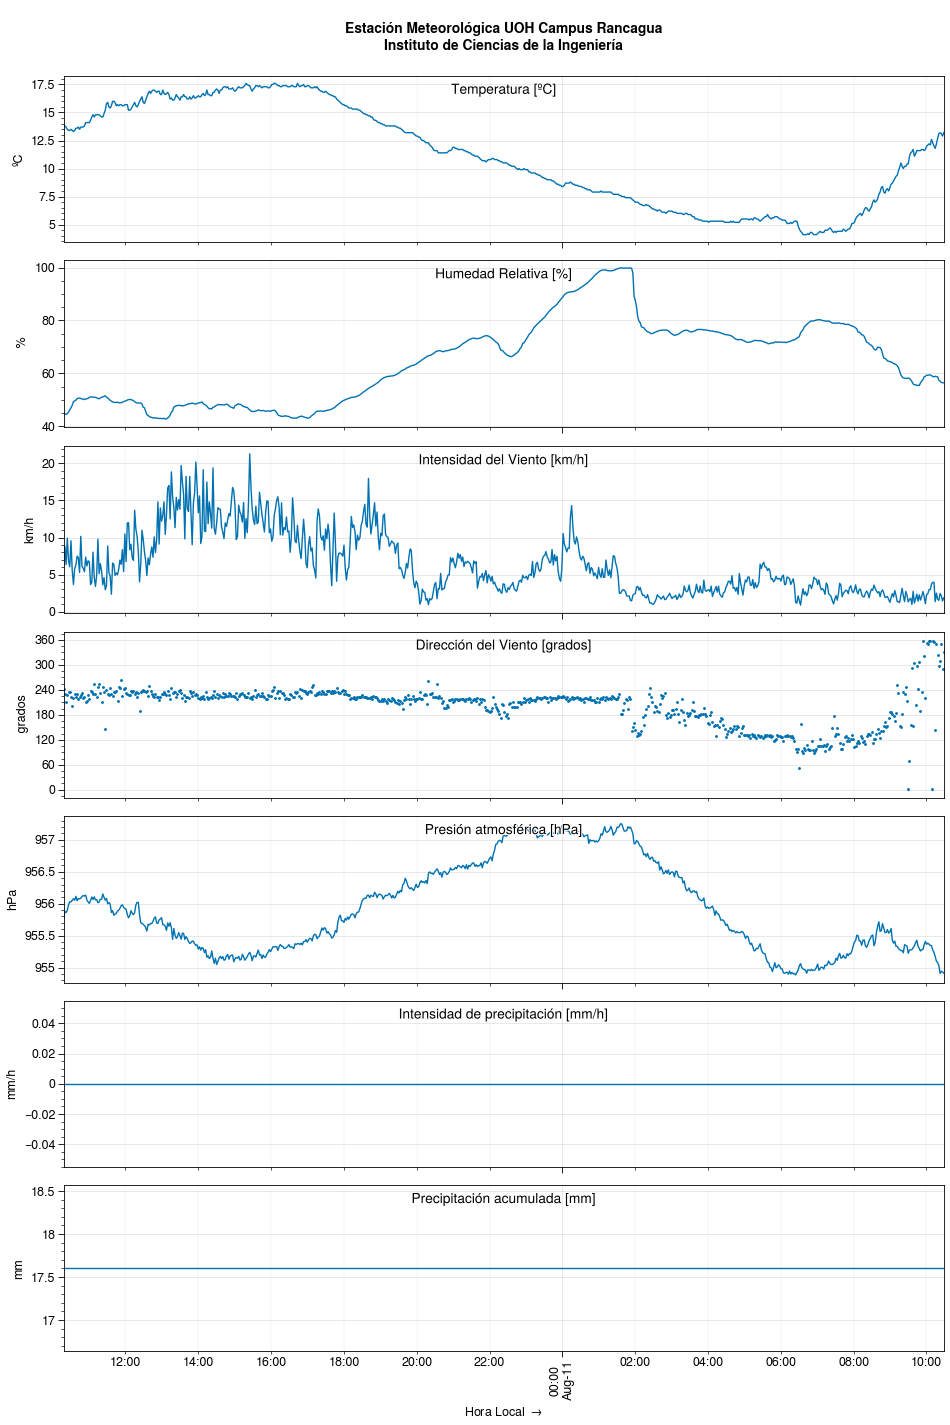 Estación Meteorológica UOH Campus Rancagua
Instituto de Ciencias de la Ingeniería
Temperatura [ºC]
ºC
17.5
15
12.5
10
7.5
5
Humedad Relativa [%]
%
100
80
60
40
Intensidad del Viento [km/h]
km/h
20
15
10
5
0
Dirección del Viento [grados]
grados
360
300
240
180
120
60
0
Presión atmosférica [hPa]
hPa
957
956.5
956
955.5
955
Intensidad de precipitación [mm/h]
mm/h
0.04
0.02
0
−0.02
−0.04
Precipitación acumulada [mm]
mm
18.5
18
17.5
17
12:00 14:00 16:00 18:00 20:00 22:00 00:00 02:00 04:00 06:00 08:00 10:00
Aug-11
Hora Local →